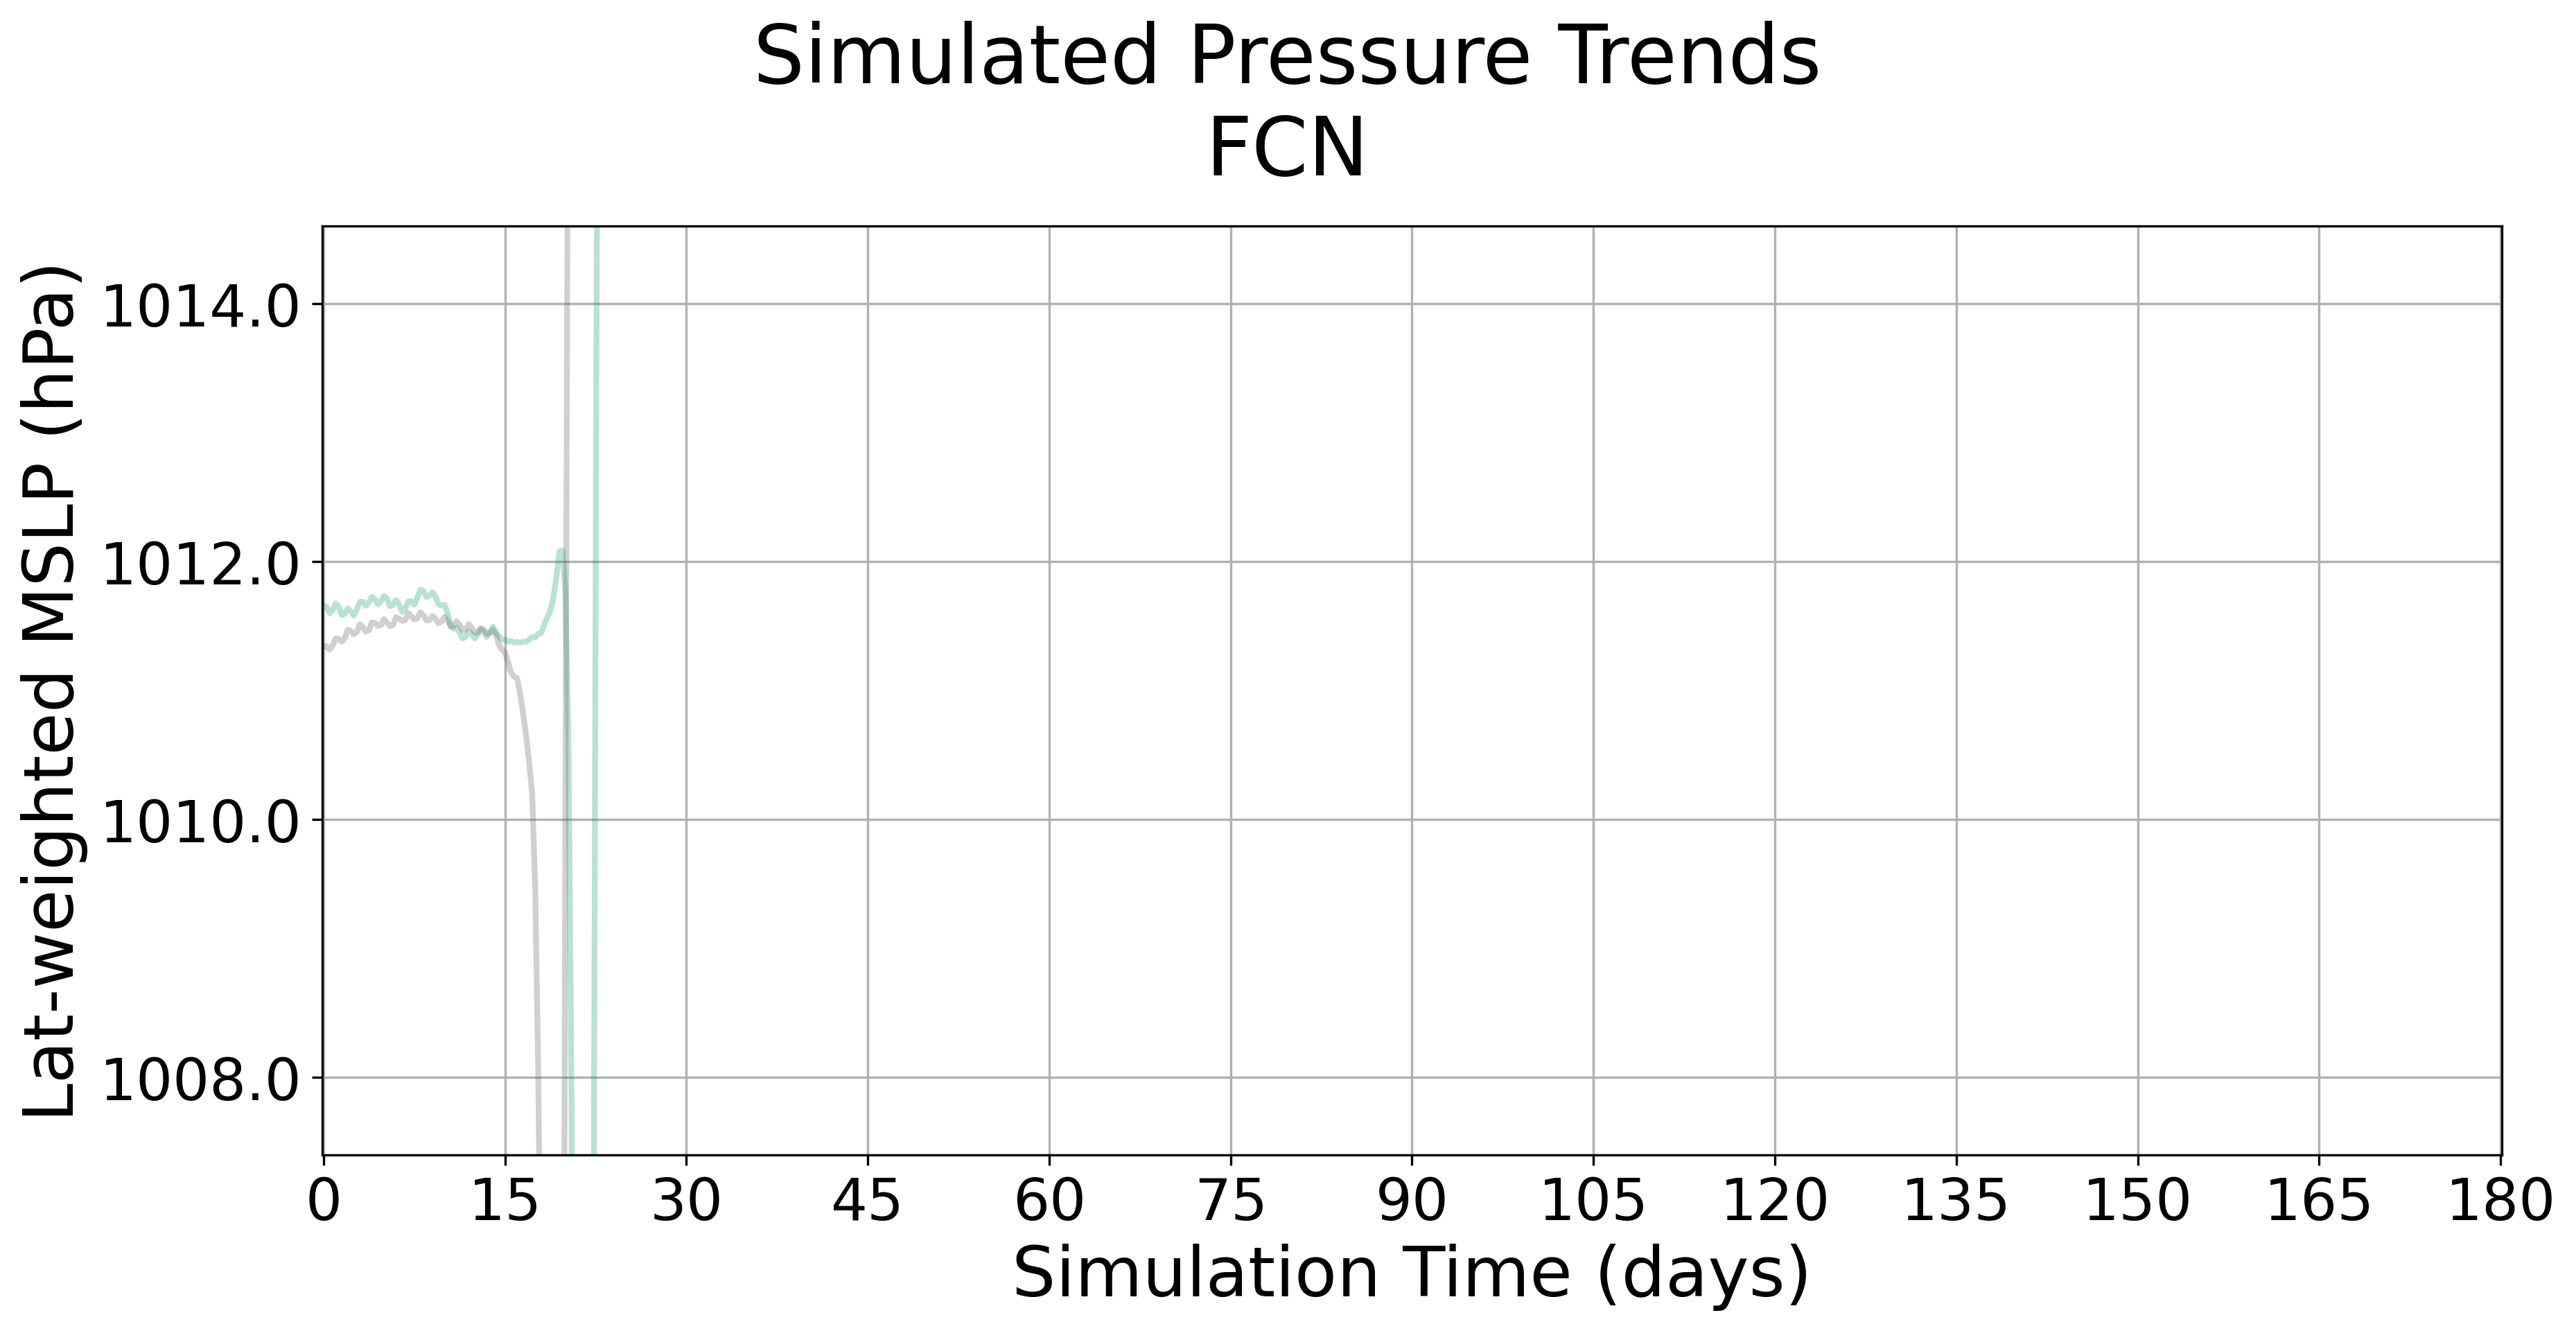 Simulated Pressure Trends
FCN
Lat-weighted MSLP (hPa)
1014.0
1012.0
1010.0
1008.0
0 15 30 45 60 75 90 105 120 135 150 165 180
Simulation Time (days)